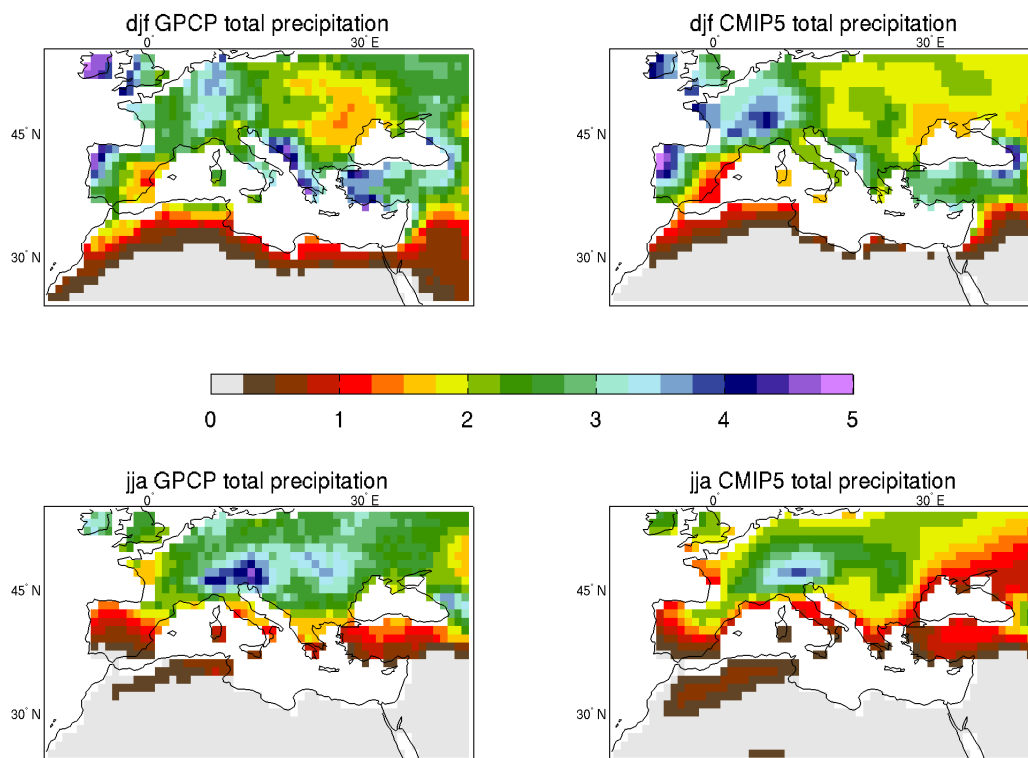 djf GPCP total precipitation
djf CMIP5 total precipitation
0° 30° E
0° 30° E
45° N
45° N
30° N
30° N
0 1 2 3 4 5
jja GPCP total precipitation
jja CMIP5 total precipitation
0° 30° E
0° 30° E
45° N
45° N
30° N
30° N